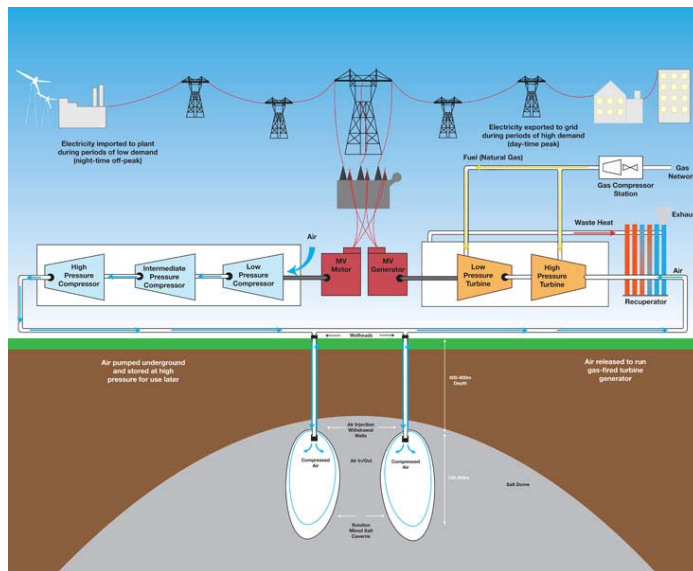 Electricity imported to plant
during periods of low demand
(night-time off-peak)
Electricity exported to grid
during periods of high demand
(day-time peak)
Fuel (Natural Gas)
Gas Compressor
Station
Gas
Networ
Exhau
Waste Heat
Air
High
Pressure
Compressor
Intermediate
Pressure
Compressor
Low
Pressure
Compressor
MV
Motor
MV
Generator
Low
Pressure
Turbine
High
Pressure
Turbine
Air
Recuperator
Wellheads
Air pumped underground
and stored at high
pressure for use later
Air released to run
gas-fired turbine
generator
Depth
Air Injection
Withdrawal
Wells
Compressed
Air
Air In/Out
Compressed
Air
Salt Dome
Solution
Mined Salt
Caverns